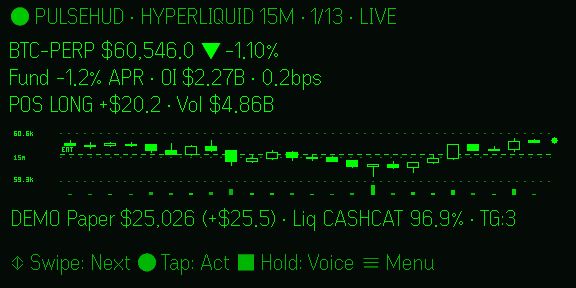 PULSEHUD · HYPERLIQUID 15M · 1/13 · LIVE
BTC-PERP $60,546.0 ▼ -1.10%
Fund -1.2% APR · OI $2.27B · 0.2bps
POS LONG +$20.2 · Vol $4.86B
60.6k
ENT
15m
59.3k
DEMO Paper $25,026 (+$25.5) · Liq CASHCAT 96.9% · TG:3
Swipe: Next Tap: Act Hold: Voice Menu